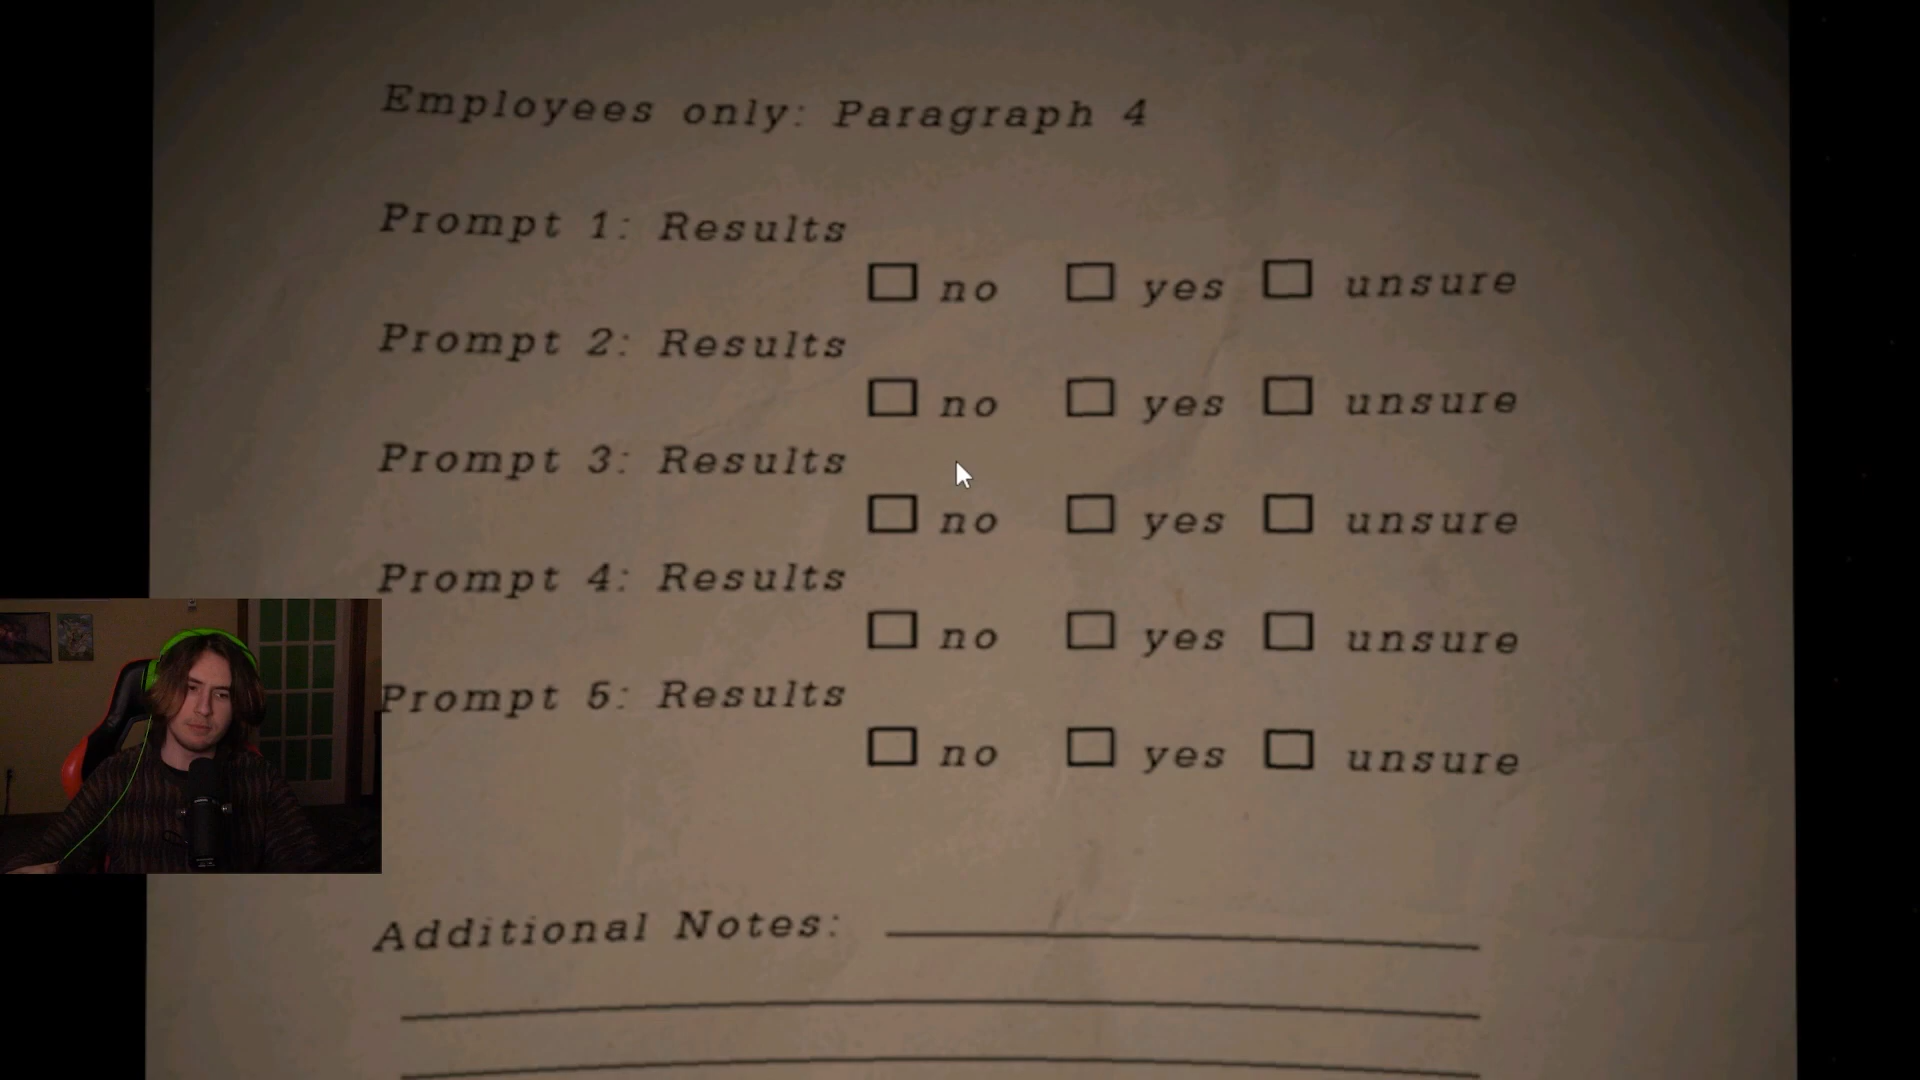 Employees only: Paragraph 4
Prompt 1: Results
no yes unsure
Prompt 2: Results
no yes unsure
Prompt 3: Results
no yes unsure
Prompt 4: Results
no yes unsure
Prompt 5: Results
no yes unsure
Additional Notes: